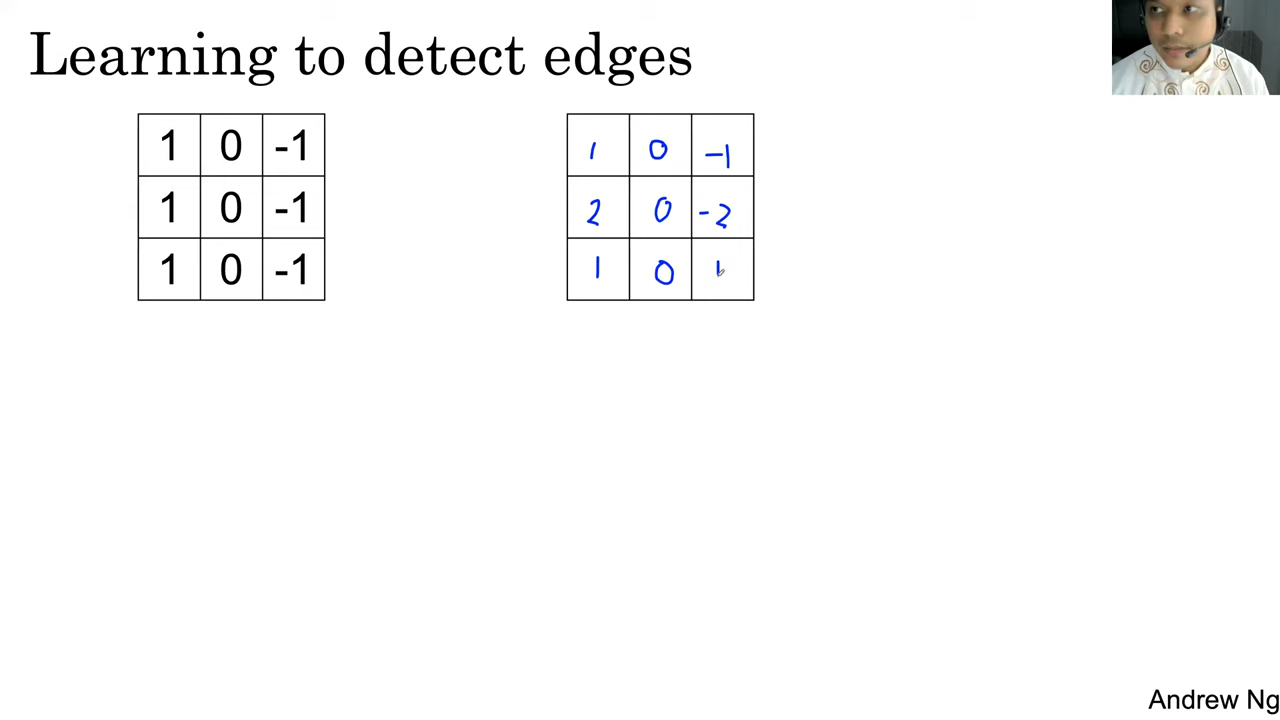 Learning to detect edges
1 0 -1
1 0 -1
1 0 -1
1 0 -1
2 0 -2
1 0 1
Andrew Ng